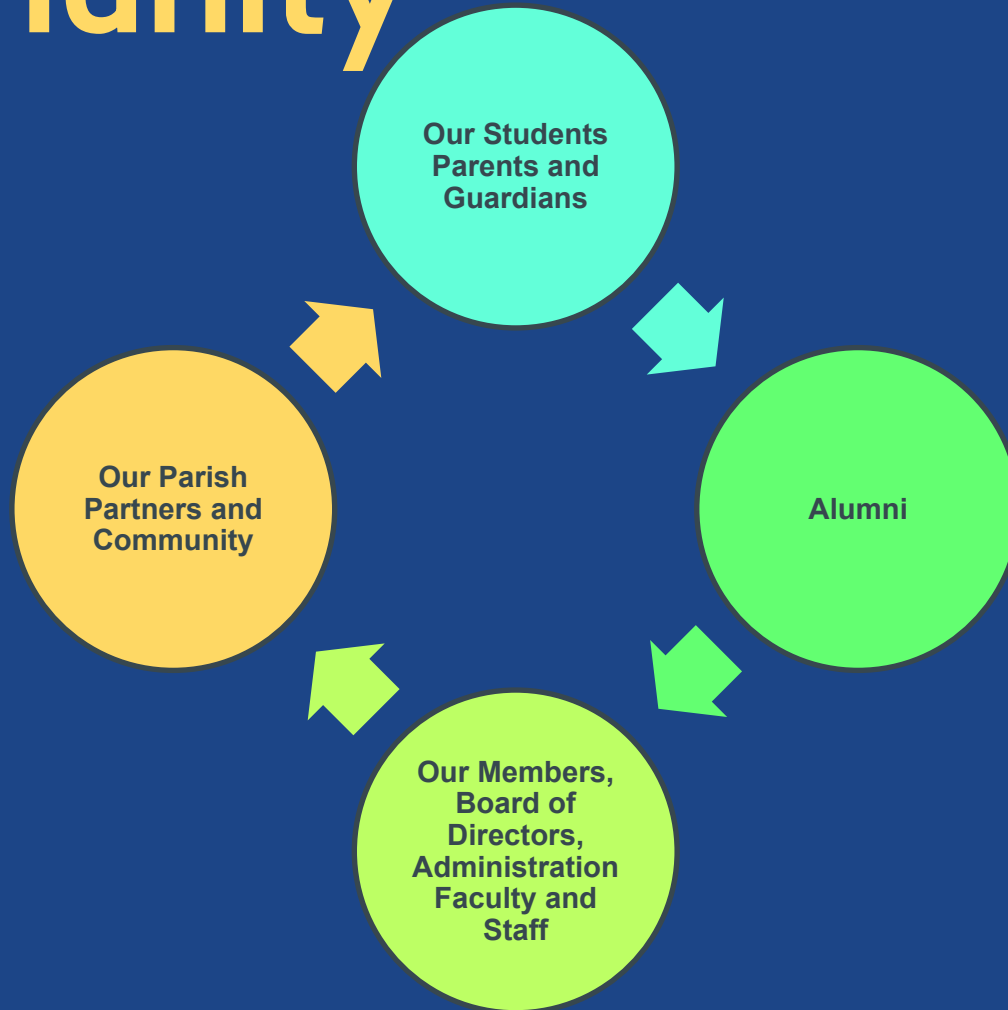 unity
Our Students
Parents and
Guardians
Our Parish
Partners and
Community
Alumni
Our Members,
Board of
Directors,
Administration
Faculty and
Staff